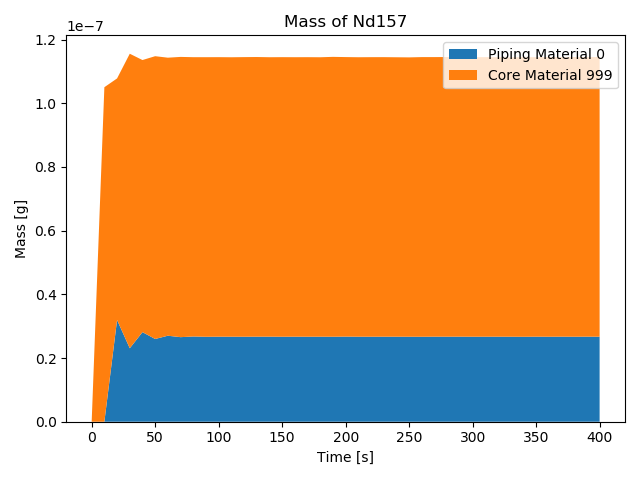 Mass of Nd157
1e−7
Piping Material 0
Core Material 999
1.2
1.0
0.8
0.6
0.4
0.2
0.0
Mass [g]
0 50 100 150 200 250 300 350 400
Time [s]